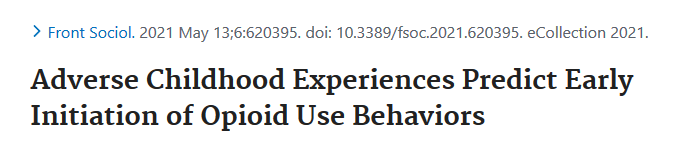 Front Sociol. 2021 May 13;6:620395. doi: 10.3389/fsoc.2021.620395. eCollection 2021.
Adverse Childhood Experiences Predict Early
Initiation of Opioid Use Behaviors